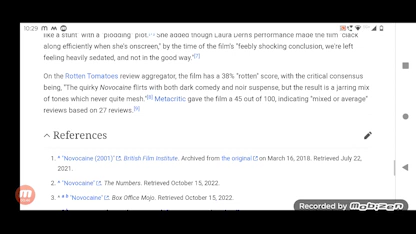 10:29
like a stunt" with a "plodding" plot.
She added though Laura Dern's performance made the film "clack
along efficiently when she's onscreen," by the time of the film's "feebly shocking conclusion, we're left
feeling heavily sedated, and not in the good way."[7]
On the Rotten Tomatoes review aggregator, the film has a 38% "rotten" score, with the critical consensus
being, "The quirky Novocaine flirts with both dark comedy and noir suspense, but the result is a jarring mix
of tones which never quite mesh."[8] Metacritic gave the film 45 out of 100, indicating "mixed or average"
reviews based on 27 reviews.[9]
References
1. ^ "Novocaine (2001)". British Film Institute. Archived from the original on March 16, 2018. Retrieved July 22,
2021.
2. ^ "Novocaine". The Numbers. Retrieved October 15, 2022.
3. ^ a b "Novocaine". Box Office Mojo. Retrieved October 15, 2022.
Recorded by Mobizen